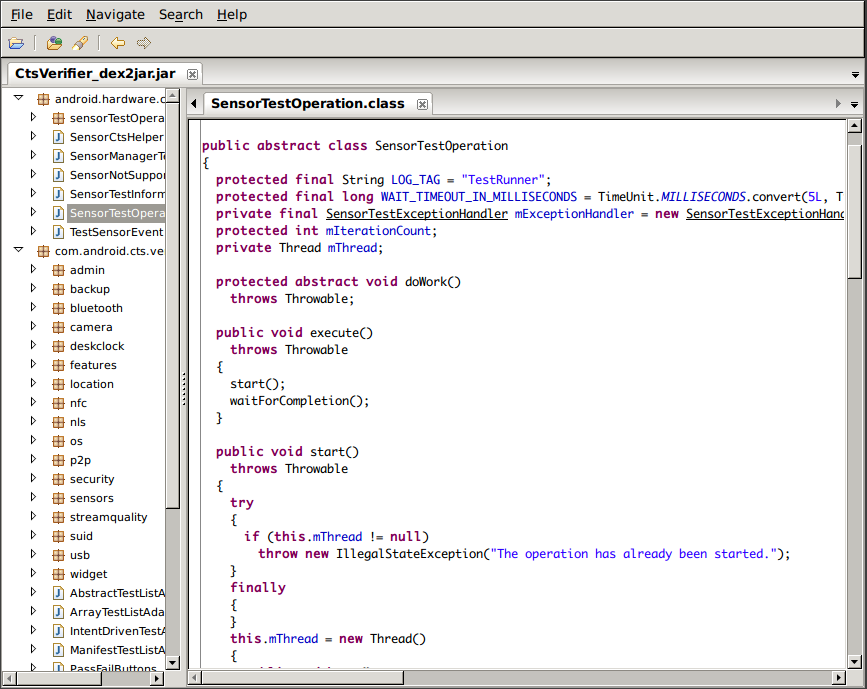 File Edit Navigate Search Help
CtsVerifier_dex2jar.jar
android.hardware.c
sensorTestOpera
SensorCtsHelper
SensorManagerTe
SensorNotSuppor
SensorTestInform
SensorTestOpera
TestSensorEvent
com.android.cts.ve
admin
backup
bluetooth
camera
deskclock
features
location
nfc
nls
os
p2p
security
sensors
streamquality
suid
usb
widget
AbstractTestListA
ArrayTestListAda
IntentDrivenTestA
ManifestTestListA
PassFailButtons
SensorTestOperation.class
public abstract class SensorTestOperation
{
protected final String LOG_TAG = "TestRunner";
protected final long WAIT_TIMEOUT_IN_MILLISECONDS = TimeUnit.MILLISECONDS.convert(5L, T
private final SensorTestExceptionHandler mExceptionHandler = new SensorTestExceptionHand
protected int mIterationCount;
private Thread mThread;
protected abstract void doWork()
throws Throwable;
public void execute()
throws Throwable
{
start();
waitForCompletion();
}
public void start()
throws Throwable
{
try
{
if (this.mThread != null)
throw new IllegalStateException("The operation has already been started.");
}
finally
{
}
this.mThread = new Thread()
{